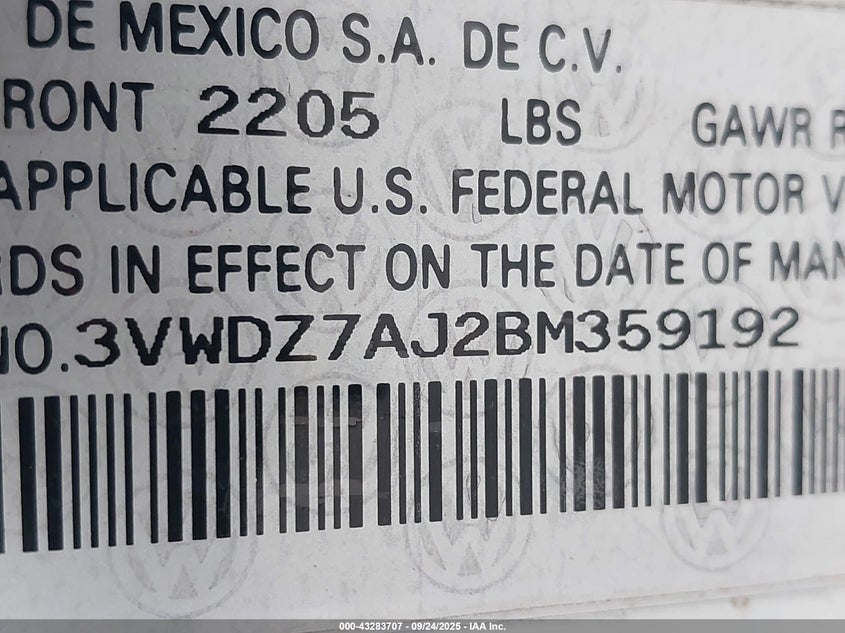 DE MEXICO S.A. DE C.V.
RONT 2205 LBS GAWR R
APPLICABLE U.S. FEDERAL MOTOR V
RDS IN EFFECT ON THE DATE OF MAN
NO.3VWDZ7AJ2BM359192
000-43283707 - 09/24/2025 - IAA Inc.